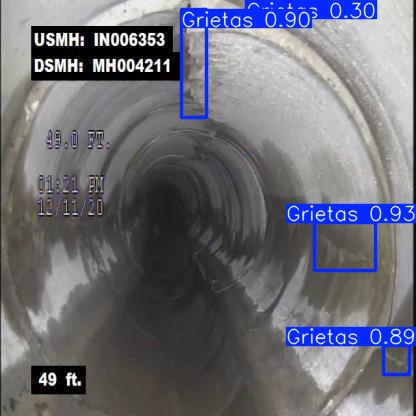 Grietas 0.30
Grietas 0.90
USMH: IN006353
DSMH: MH004211
49.0 FT.
01:21 PM
12/11/20
Grietas 0.93
Grietas 0.89
49 ft.